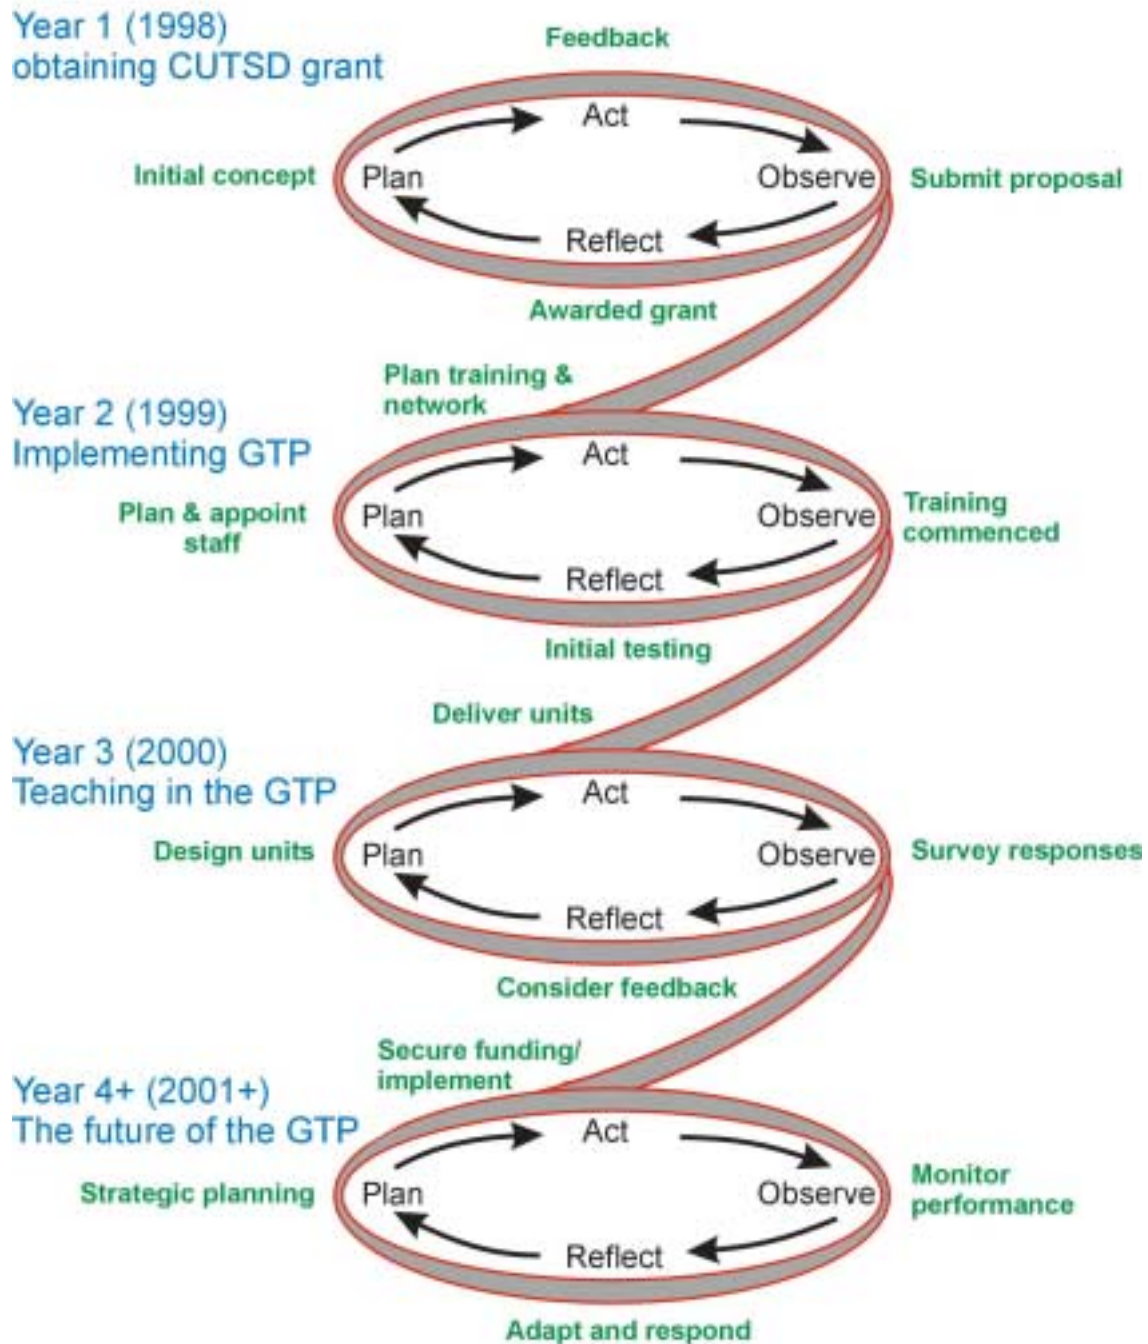 Year 1 (1998)
obtaining CUTSD grant
Feedback
Act
Initial concept
Plan
Observe
Submit proposal
Reflect
Awarded grant
Plan training &
network
Year 2 (1999)
Implementing GTP
Act
Plan & appoint
staff
Plan
Observe
Training
commenced
Reflect
Initial testing
Deliver units
Year 3 (2000)
Teaching in the GTP
Act
Design units
Plan
Observe
Survey responses
Reflect
Consider feedback
Secure funding/
implement
Year 4+ (2001+)
The future of the GTP
Act
Strategic planning
Plan
Observe
Monitor
performance
Reflect
Adapt and respond